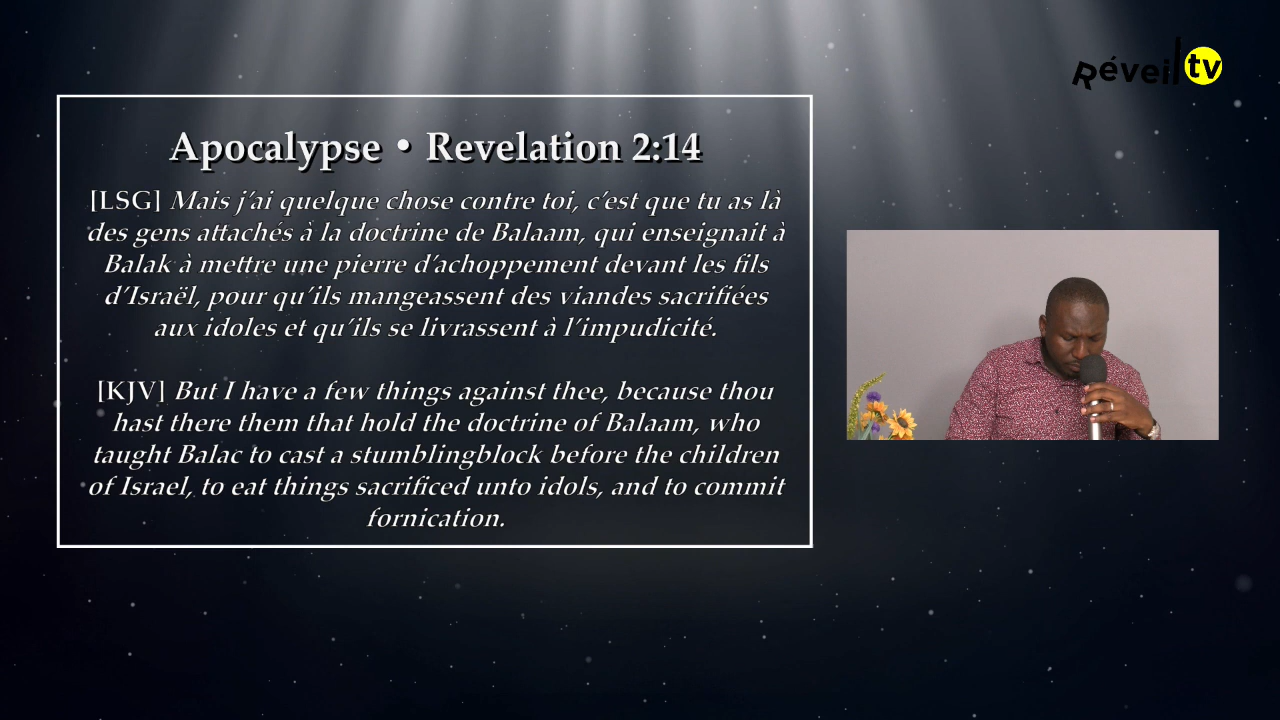 Réveil tv
Apocalypse • Revelation 2:14
[LSG] Mais j’ai quelque chose contre toi, c’est que tu as là
des gens attachés à la doctrine de Balaam, qui enseignait à
Balak à mettre une pierre d’achoppement devant les fils
d’Israël, pour qu’ils mangeassent des viandes sacrifiées
aux idoles et qu’ils se livrassent à l’impudicité.
[KJV] But I have a few things against thee, because thou
hast there them that hold the doctrine of Balaam, who
taught Balac to cast a stumblingblock before the children
of Israel, to eat things sacrificed unto idols, and to commit
fornication.